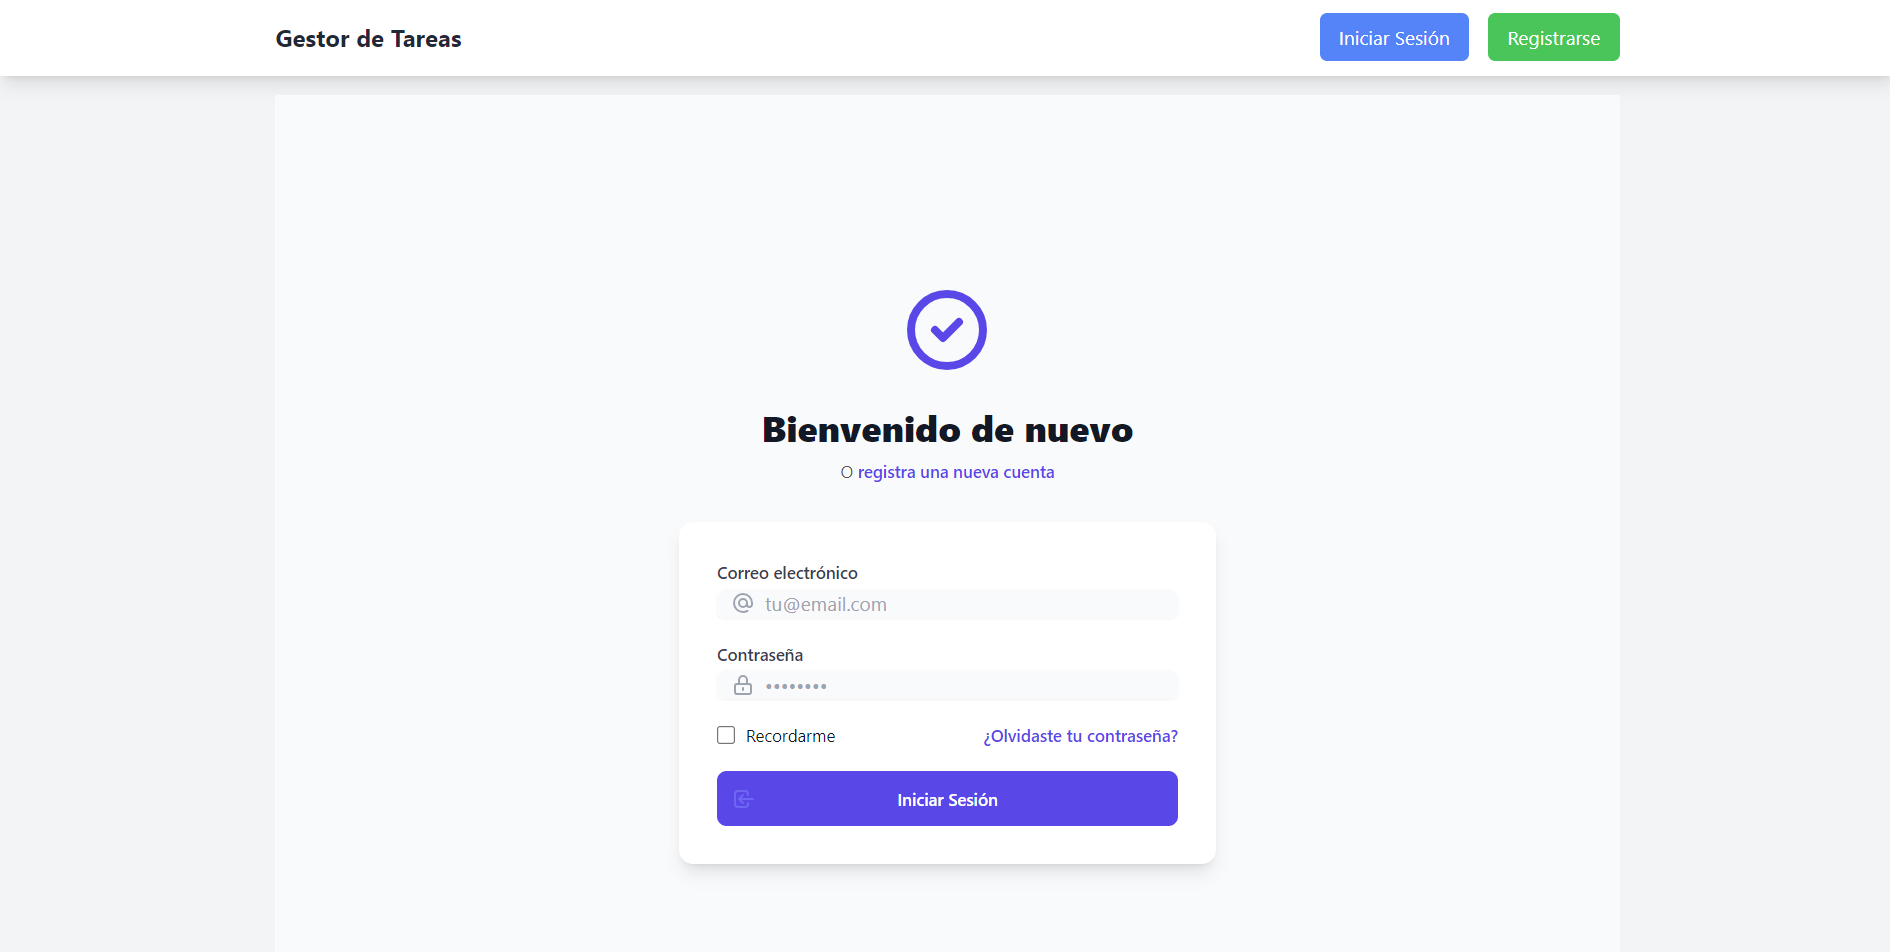 Gestor de Tareas
Iniciar Sesión
Registrarse
Bienvenido de nuevo
O registra una nueva cuenta
Correo electrónico
tu@email.com
Contraseña
••••••••
Recordarme
¿Olvidaste tu contraseña?
Iniciar Sesión